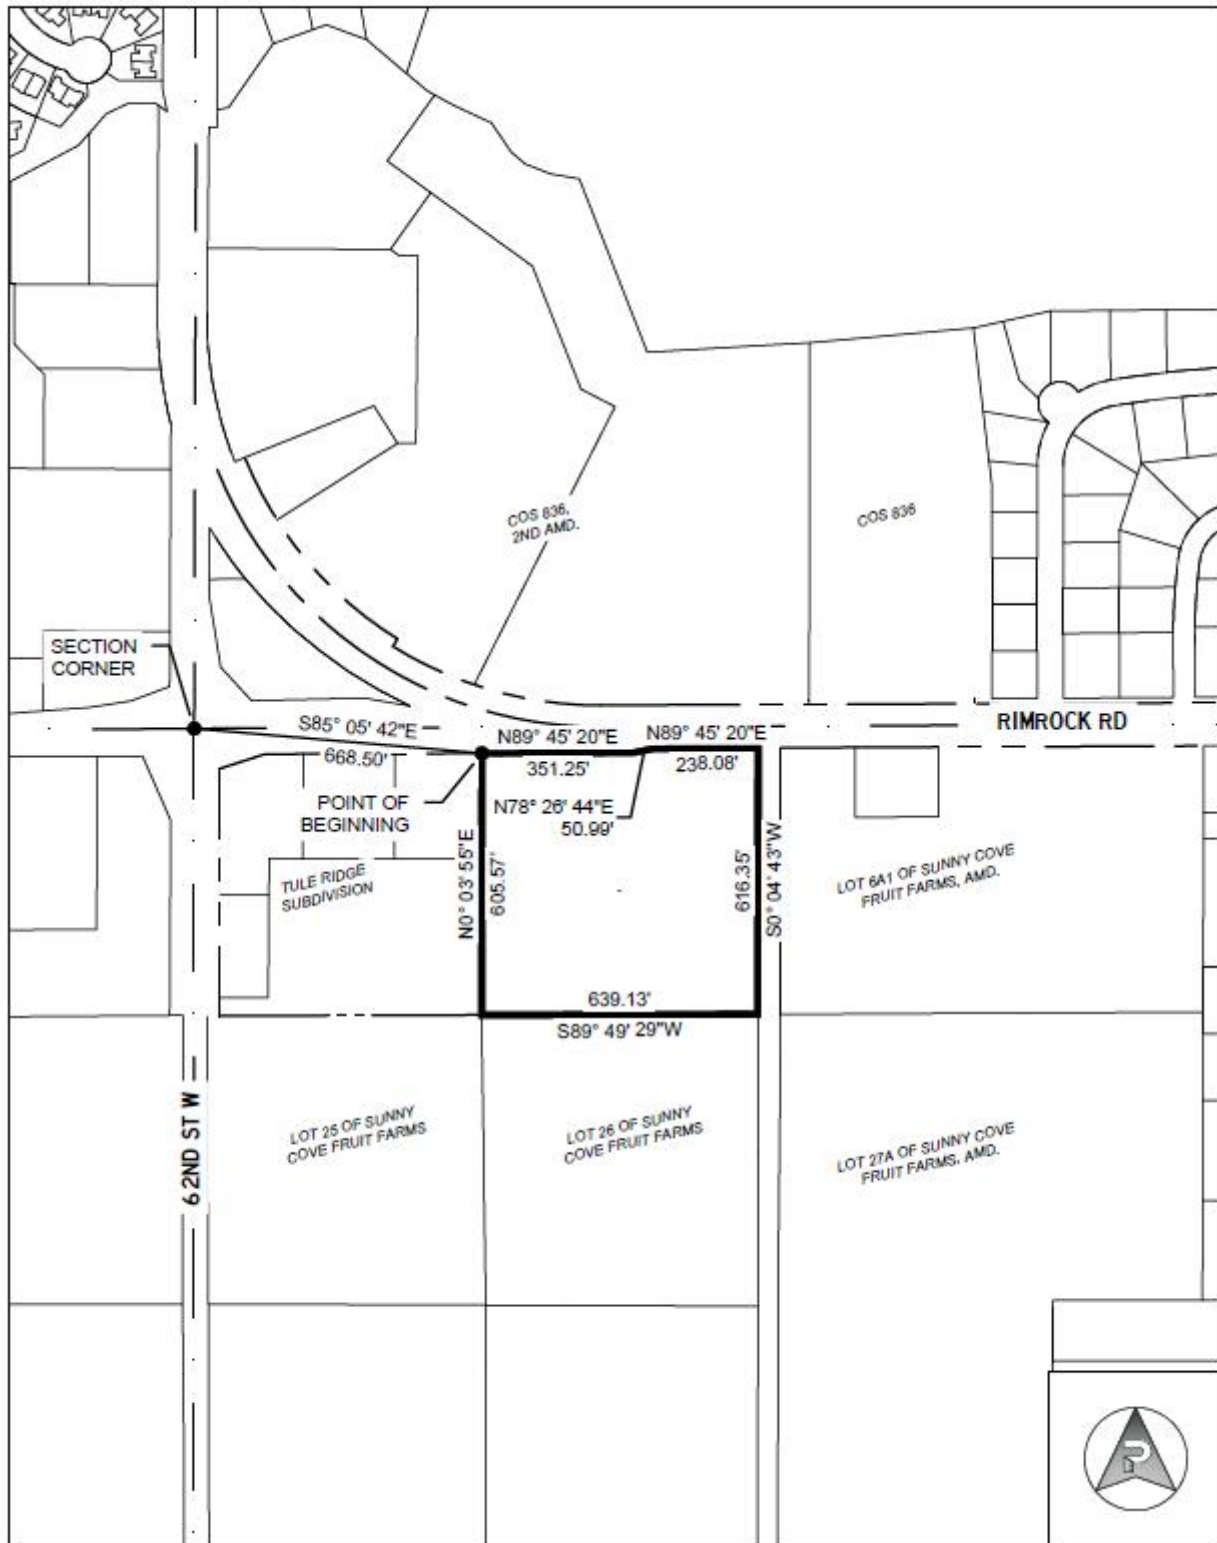 COS 836,
2ND AMD.
COS 836
SECTION
CORNER
S85° 05' 42"E
668.50'
N89° 45' 20"E
351.25'
N89° 45' 20"E
238.08'
RIMROCK RD
POINT OF
BEGINNING
N78° 26' 44"E
50.99'
N0° 03' 55"E
605.57'
616.35'
S0° 04' 43"W
TULE RIDGE
SUBDIVISION
LOT 6A1 OF SUNNY COVE
FRUIT FARMS, AMD.
639.13'
S89° 49' 29"W
62ND ST W
LOT 25 OF SUNNY
COVE FRUIT FARMS
LOT 26 OF SUNNY
COVE FRUIT FARMS
LOT 27A OF SUNNY COVE
FRUIT FARMS, AMD.